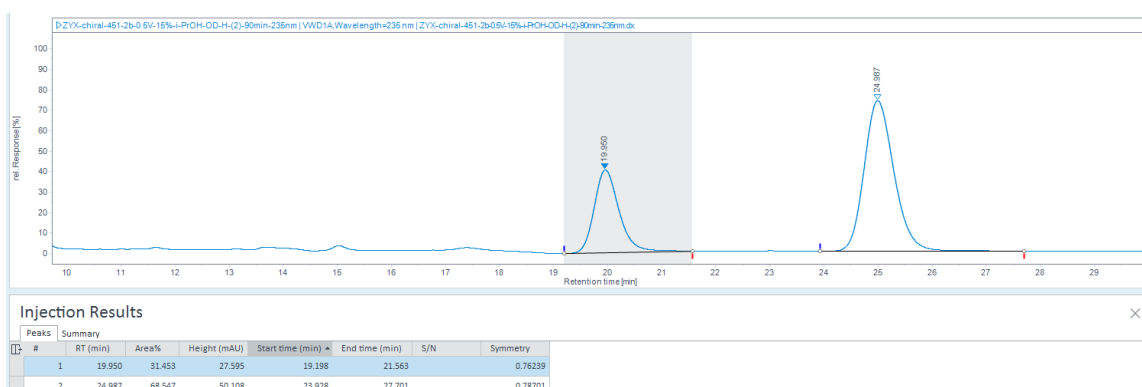 ZYX-chiral-451-2b-0.5V-15%-i-PrOH-OD-H-(2)-90min-235nm | VWD1A,Wavelength=235 nm | ZYX-chiral-451-2b-0.5V-15%-i-PrOH-OD-H-(2)-90min-235nm.dx
100
90
80
70
60
50
40
30
20
10
0
rel. Response[%]
19.950
24.987
10 11 12 13 14 15 16 17 18 19 20 21 22 23 24 25 26 27 28 29
Retention time [min]
Injection Results
Peaks Summary
# RT (min) Area% Height (mAU) Start time (min) End time (min) S/N Symmetry
1 19.950 31.453 27.595 19.198 21.563 0.76239
2 24.987 68.547 50.108 23.928 27.701 0.78701